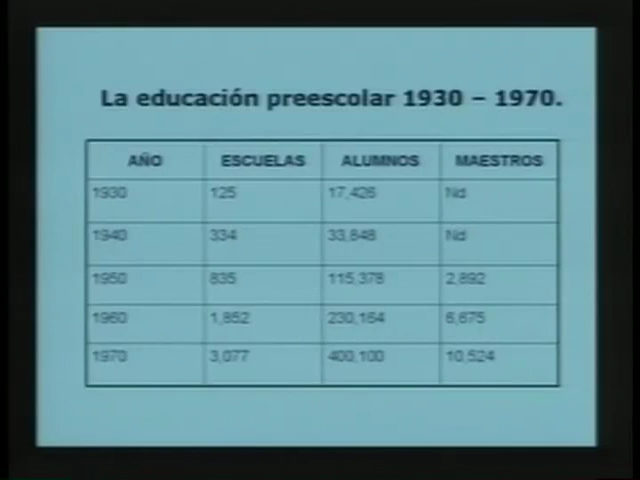 La educación preescolar 1930 – 1970.
AÑO ESCUELAS ALUMNOS MAESTROS
1930 125 17,426 Nd
1940 334 33,848 Nd
1950 835 115,378 2,892
1960 1,852 230,164 6,675
1970 3,077 400,100 10,524